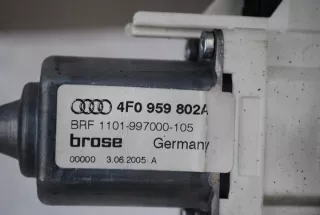 4F0 959 802A
BRF 1101-997000-105
brose Germany
00000 3.06.2005 A